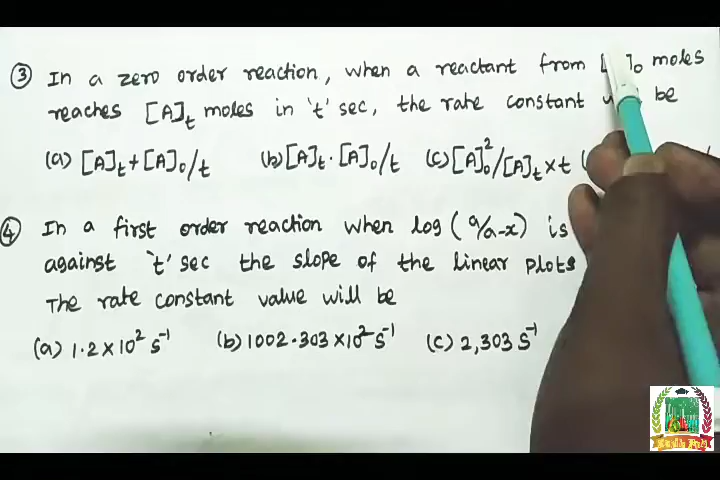 ③ In a zero order reaction, when a reactant from [ ]₀ moles
reaches [A]t moles in 't' sec, the rate constant be
(a) [A]t + [A]₀/t (b) [A]t · [A]₀/t (c) [A]₀²/[A]t × t (
④ In a first order reaction when log (a/a-x) is
against 't' sec the slope of the linear plots
The rate constant value will be
(a) 1.2 × 10² s⁻¹ (b) 1002.303 × 10² s⁻¹ (c) 2,303 s⁻¹